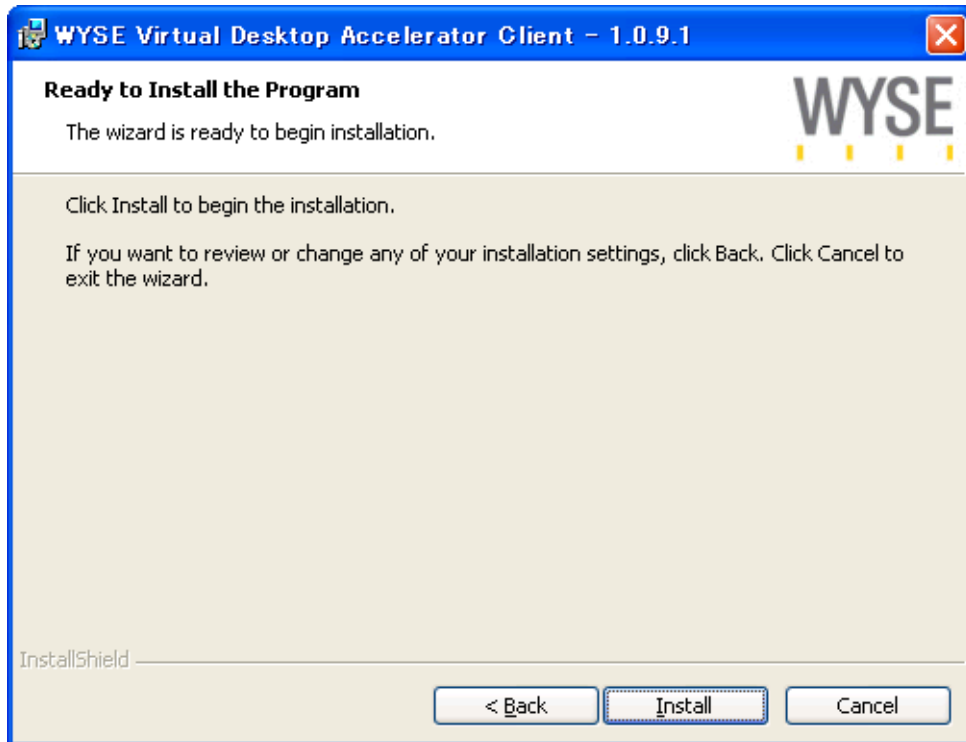 WYSE Virtual Desktop Accelerator Client - 1.0.9.1
Ready to Install the Program
The wizard is ready to begin installation.
WYSE
Click Install to begin the installation.
If you want to review or change any of your installation settings, click Back. Click Cancel to
exit the wizard.
InstallShield
< Back
Install
Cancel